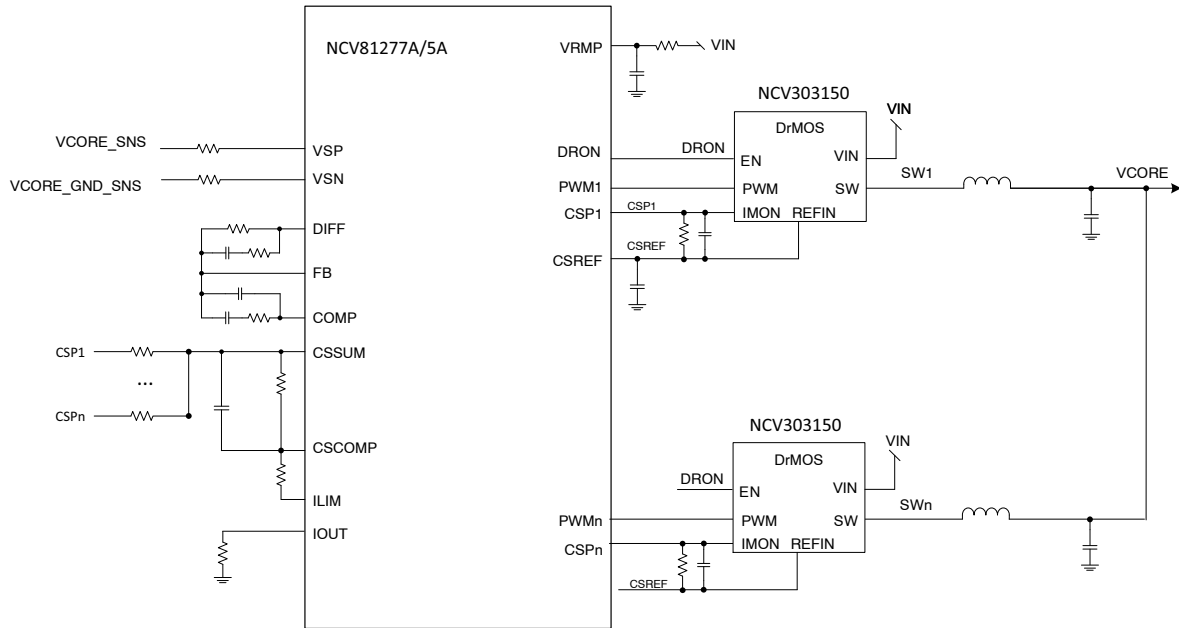 NCV81277A/5A
VRMP
VIN
NCV303150
VIN
DrMOS
VCORE_SNS
VSP
DRON
DRON
EN
VIN
VCORE_GND_SNS
VSN
PWM1
PWM
SW
SW1
VCORE
CSP1
CSP1
IMON
REFIN
DIFF
CSREF
CSREF
FB
COMP
CSP1
CSSUM
...
CSPn
NCV303150
VIN
CSCOMP
DrMOS
DRON
EN
VIN
ILIM
SWn
PWMn
PWM
SW
IOUT
CSPn
IMON
REFIN
CSREF